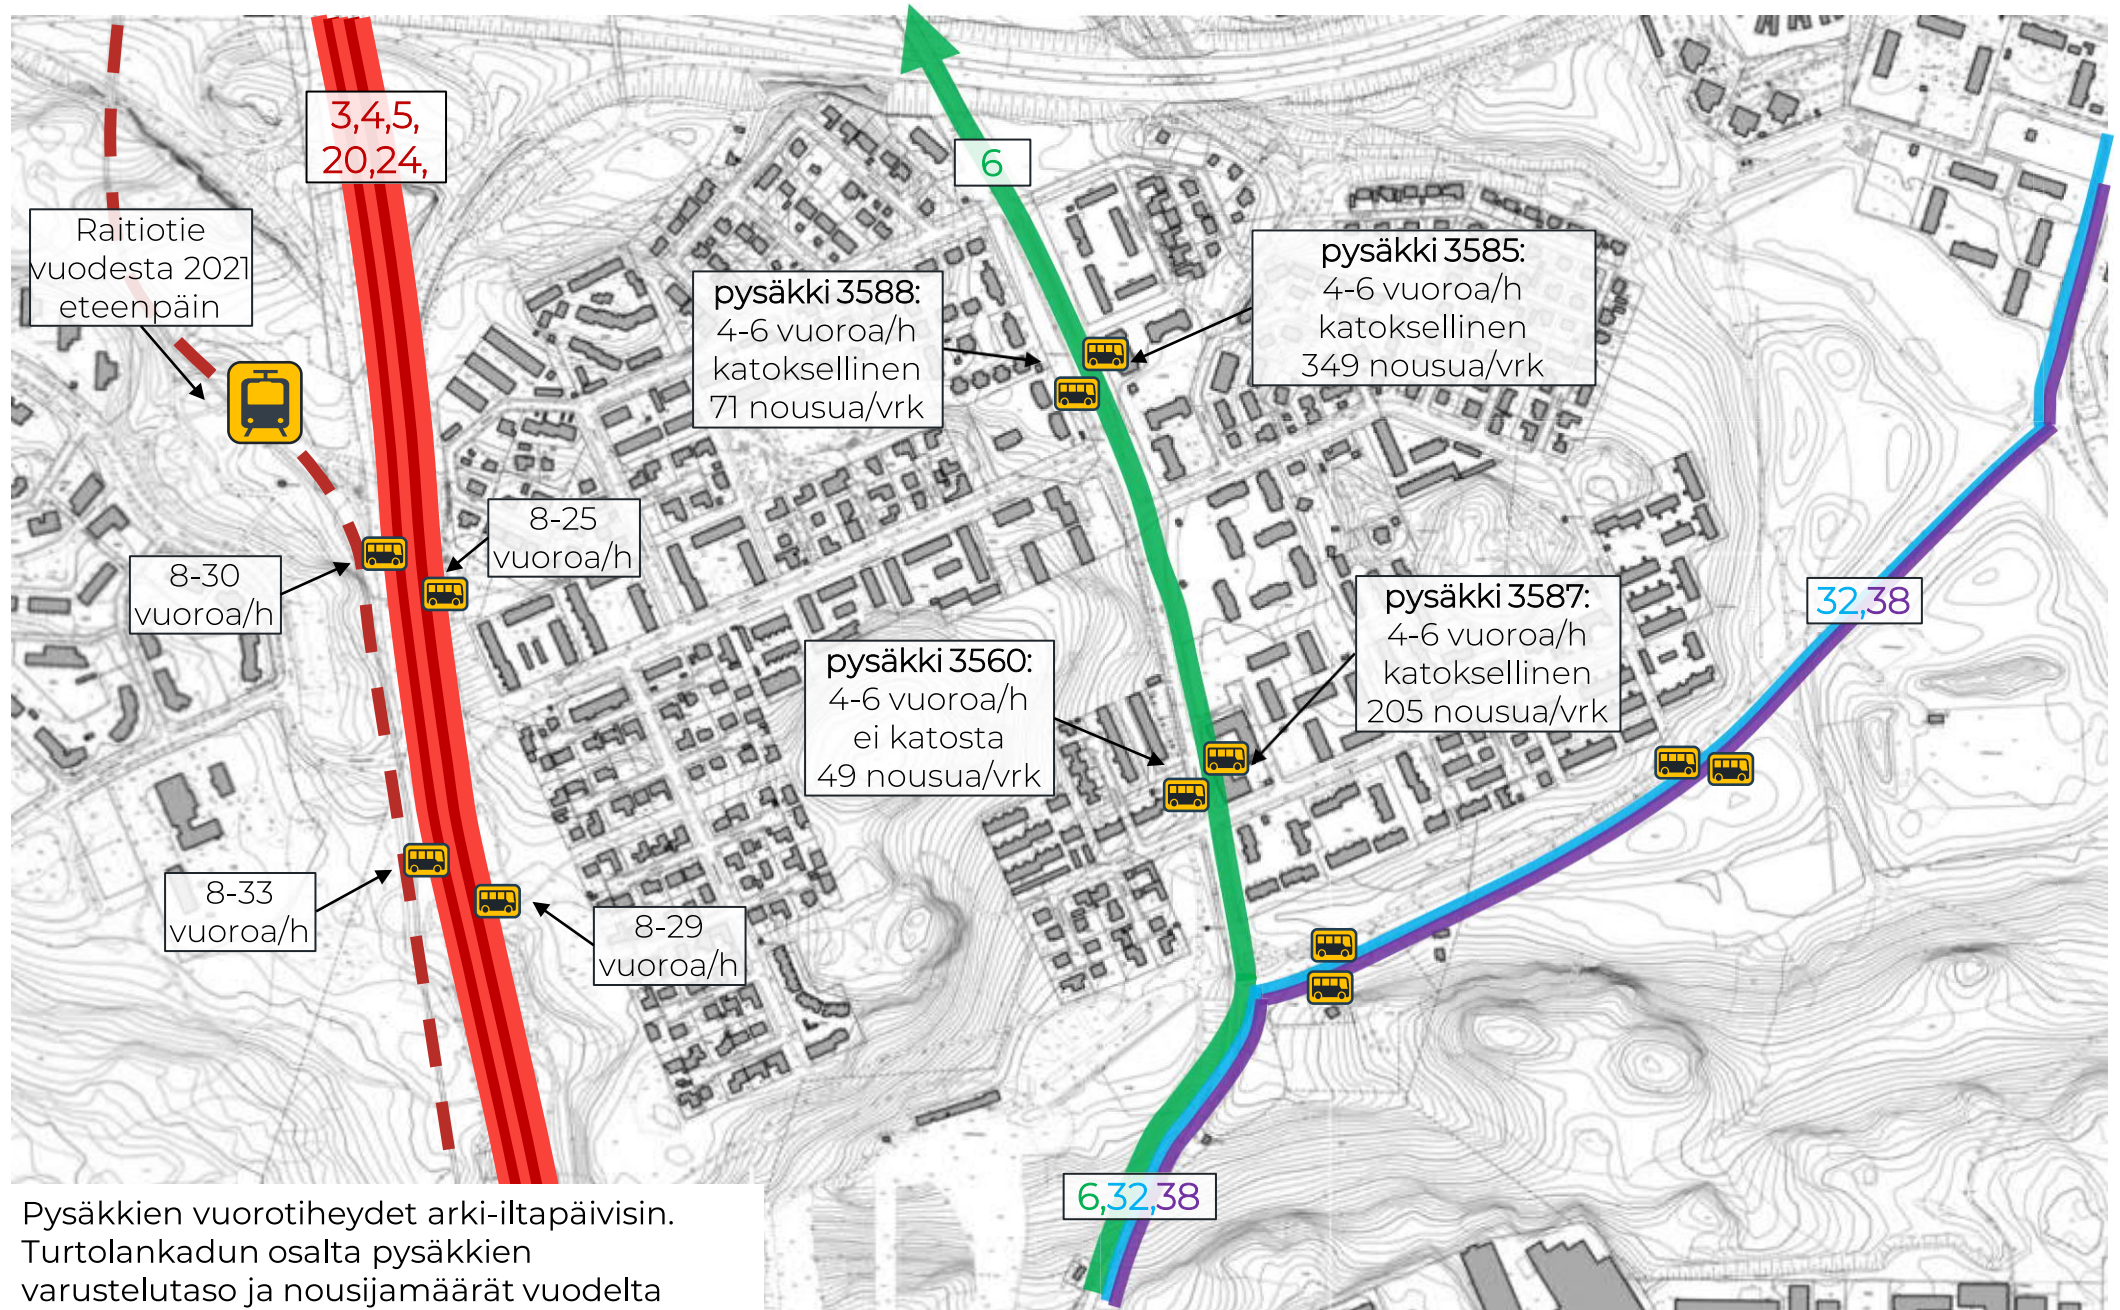 3,4,5,
20,24,
6
Raitiotie
vuodesta 2021
eteenpäin
pysäkki 3588:
4-6 vuoroa/h
katoksellinen
71 nousua/vrk
pysäkki 3585:
4-6 vuoroa/h
katoksellinen
349 nousua/vrk
8-25
vuoroa/h
8-30
vuoroa/h
pysäkki 3560:
4-6 vuoroa/h
ei katosta
49 nousua/vrk
pysäkki 3587:
4-6 vuoroa/h
katoksellinen
205 nousua/vrk
32,38
8-33
vuoroa/h
8-29
vuoroa/h
6,32,38
Pysäkkien vuorotiheydet arki-iltapäivisin.
Turtolankadun osalta pysäkkien
varustelutaso ja nousijamäärät vuodelta